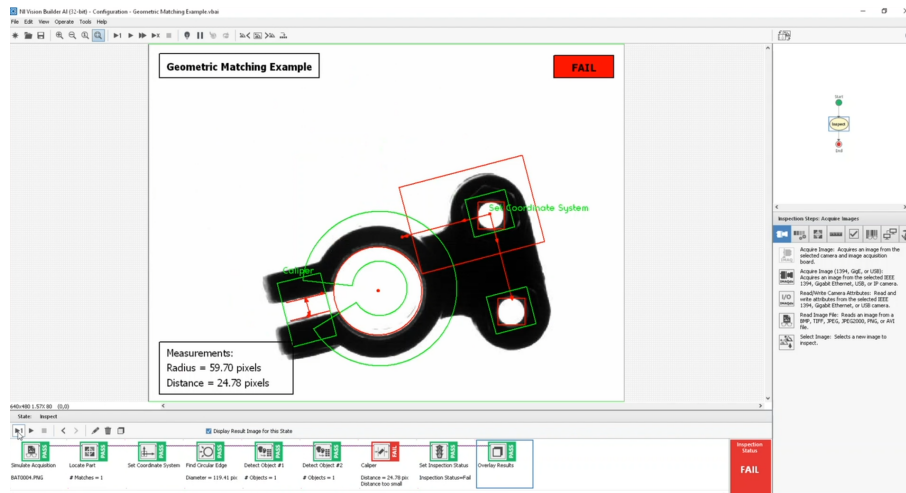 NI Vision Builder AI (32-bit) - Configuration - Geometric Matching Example.vbai
File Edit View Operate Tools Help
Geometric Matching Example
FAIL
Set Coordinate System
Caliper
Measurements:
Radius = 59.70 pixels
Distance = 24.78 pixels
Start
Inspect
End
Inspection Steps: Acquire Images
Acquire Image: Acquires an image from the
selected camera and image acquisition
board.
Acquire Image (1394, GigE, or USB):
Acquires an image from the selected IEEE
1394, Gigabit Ethernet, USB, or IP camera.
I/O
Read/Write Camera Attributes: Read and
write attributes from the selected IEEE
1394, Gigabit Ethernet, or USB camera.
Read Image File: Reads an image from a
BMP, TIFF, JPEG, JPEG2000, PNG, or AVI
file.
Select Image: Selects a new image to
inspect.
640x480 1.57X 80 (0,0)
State: Inspect
Display Result Image for this State
PASS
PASS
PASS
PASS
PASS
PASS
FAIL
PASS
PASS
Inspection
Status
FAIL
Simulate Acquisition
Locate Part
Set Coordinate System
Find Circular Edge
Detect Object #1
Detect Object #2
Caliper
Set Inspection Status
Overlay Results
BAT0004.PNG
# Matches = 1
Diameter = 119.41 pix
# Objects = 1
# Objects = 1
Distance = 24.78 pix
Distance too small
Inspection Status=Fail